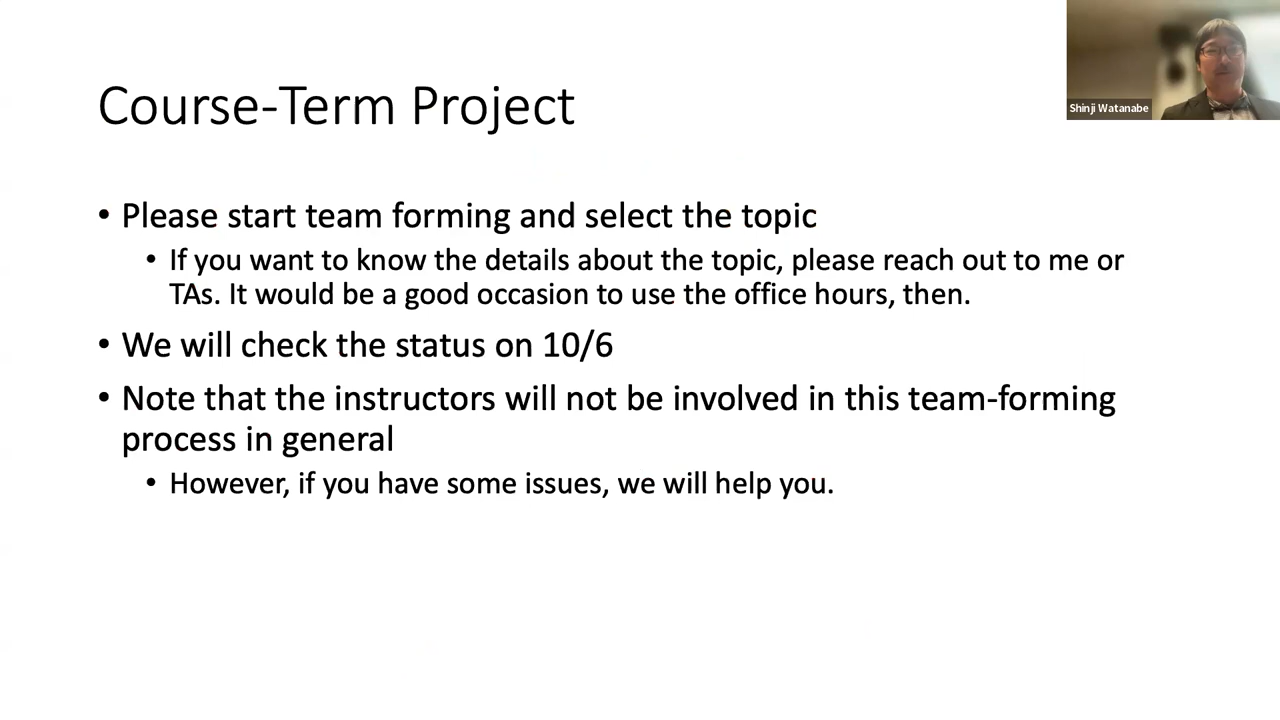 Shinji Watanabe
Course-Term Project
• Please start team forming and select the topic
• If you want to know the details about the topic, please reach out to me or
TAs. It would be a good occasion to use the office hours, then.
• We will check the status on 10/6
• Note that the instructors will not be involved in this team-forming
process in general
• However, if you have some issues, we will help you.